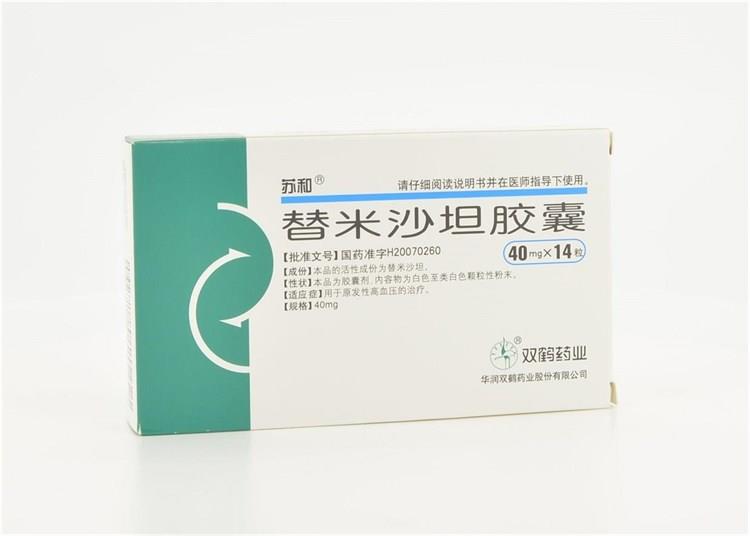 苏和®
请仔细阅读说明书并在医师指导下使用。
替米沙坦胶囊
【批准文号】国药准字H20070260
40mg×14粒
【成份】本品的活性成份为替米沙坦。
【性状】本品为胶囊剂,内容物为白色至类白色颗粒性粉末。
【适应症】用于原发性高血压的治疗。
【规格】40mg
®
双鹤药业
华润双鹤药业股份有限公司